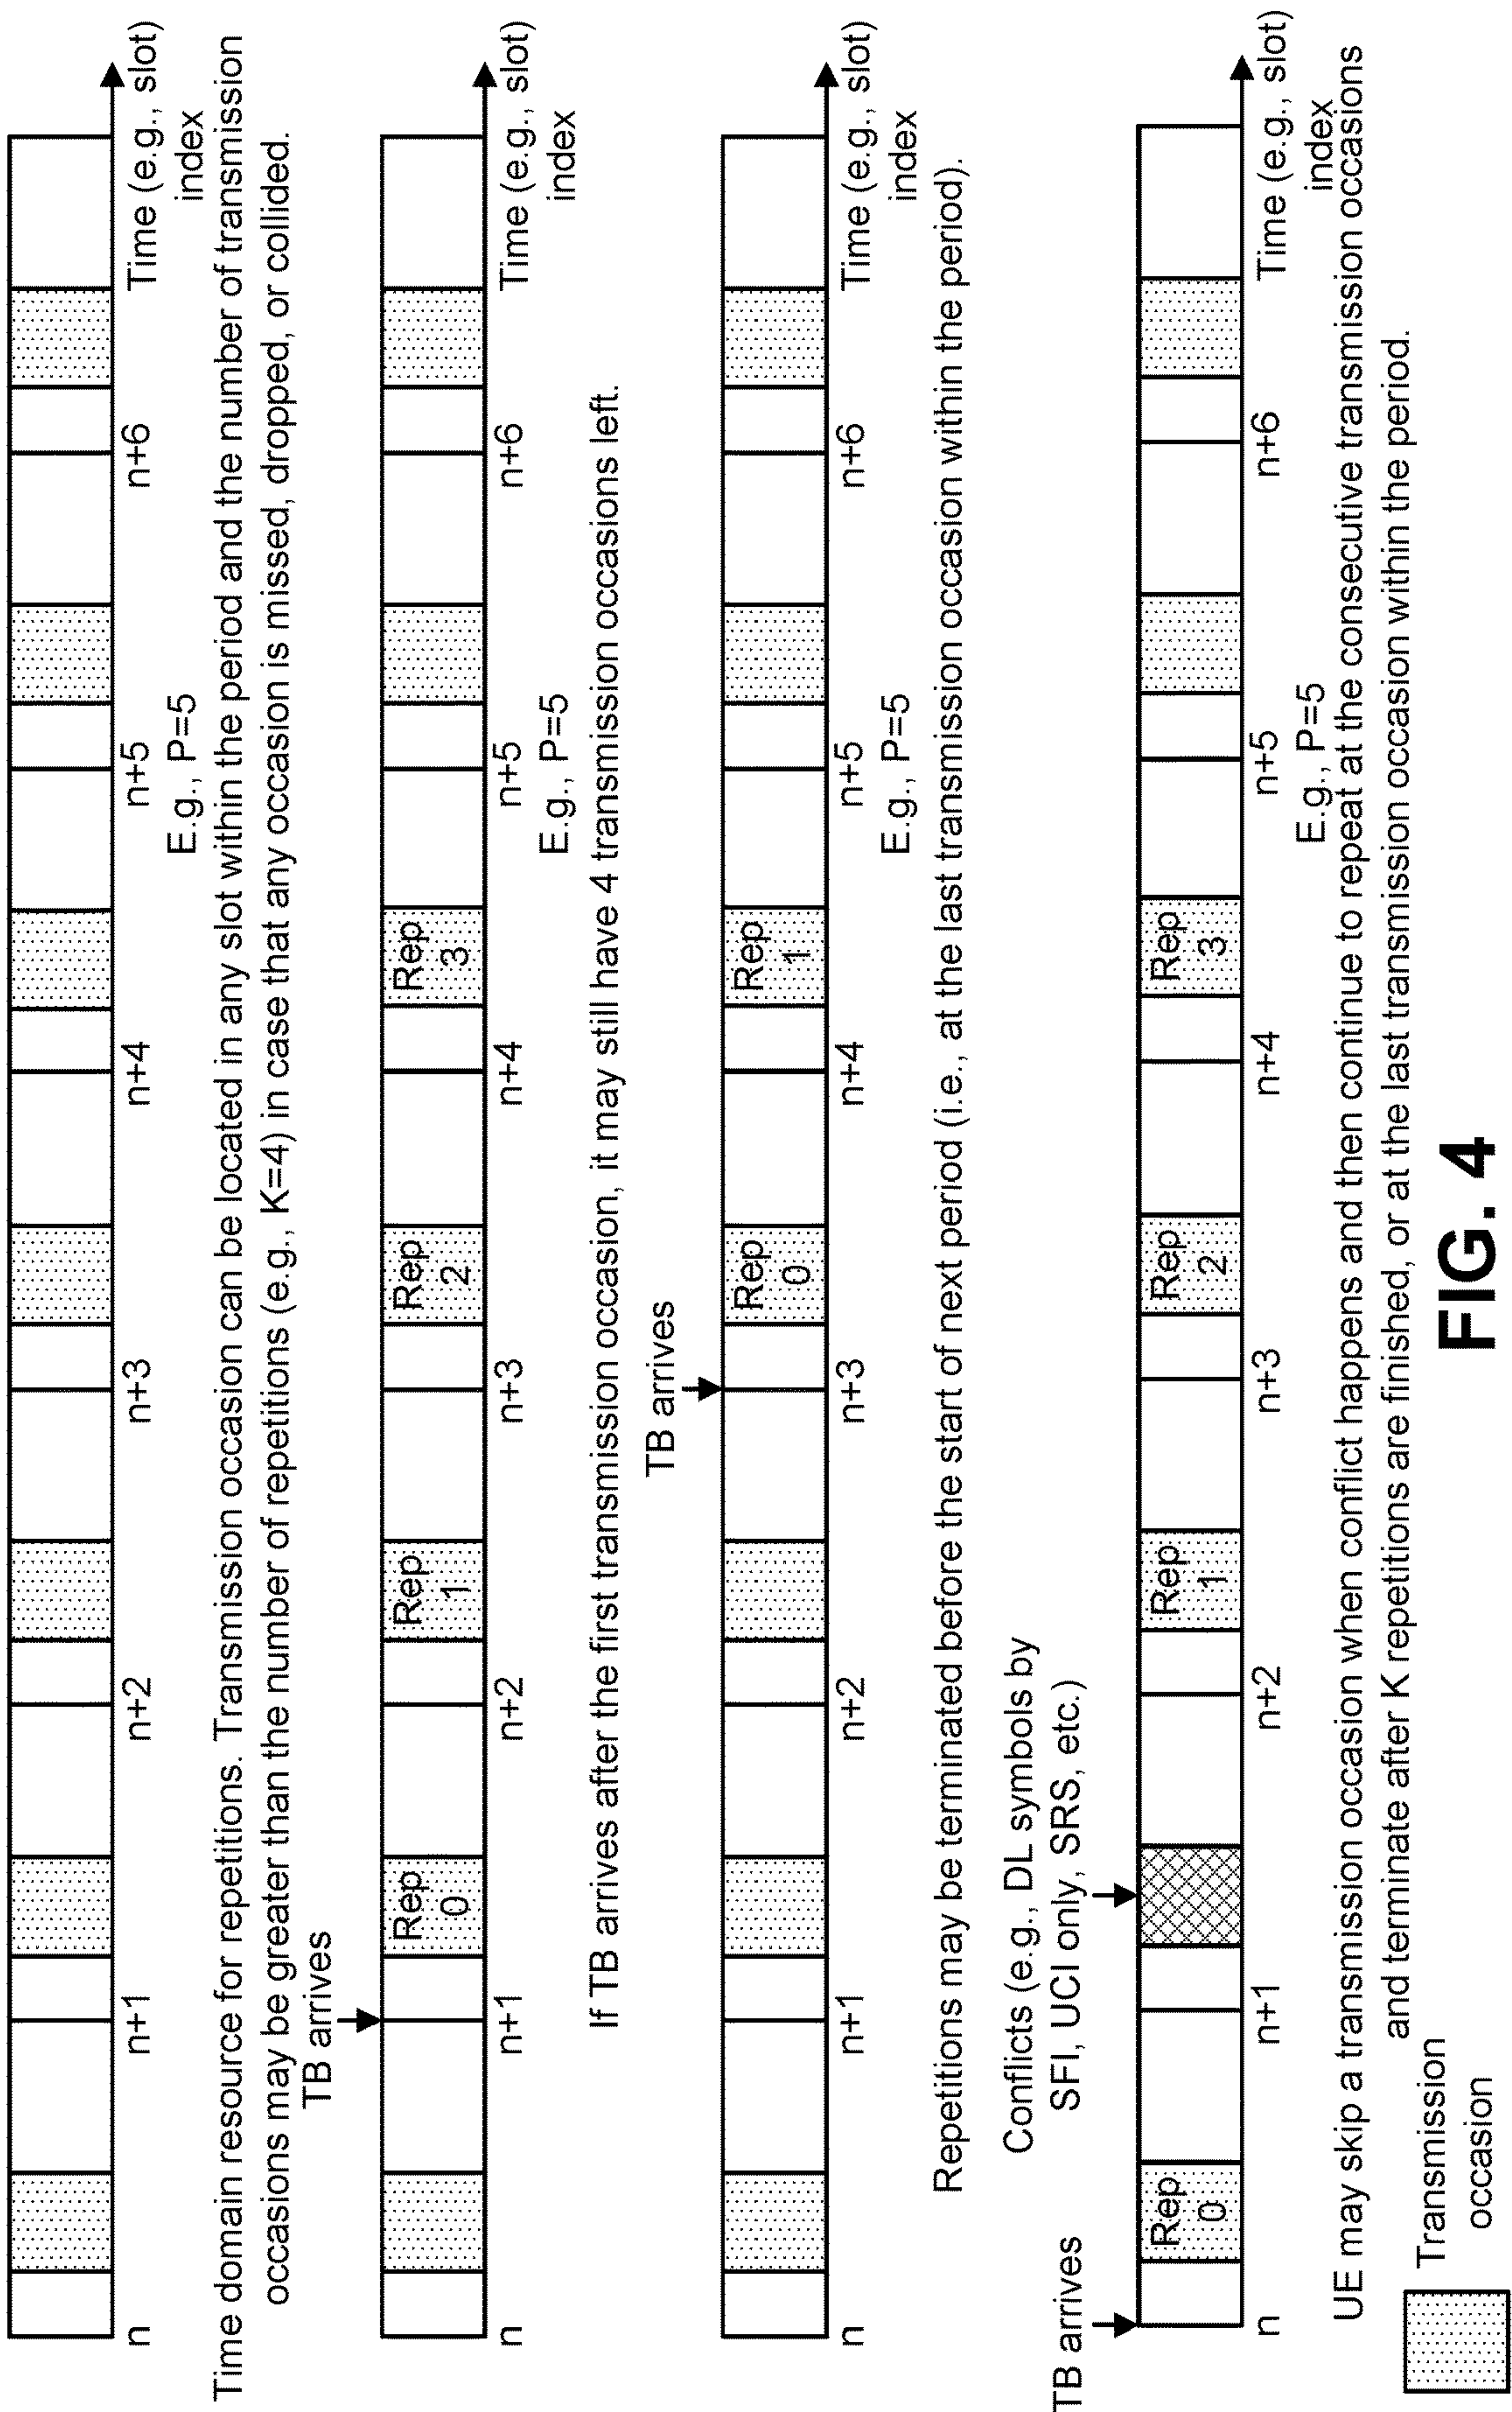 n n+1 n+2 n+3 n+4 n+5 n+6 Time (e.g., slot)
E.g., P=5 index
Time domain resource for repetitions. Transmission occasion can be located in any slot within the period and the number of transmission
occasions may be greater than the number of repetitions (e.g., K=4) in case that any occasion is missed, dropped, or collided.
TB arrives
Rep Rep Rep Rep
0 1 2 3
n n+1 n+2 n+3 n+4 n+5 n+6 Time (e.g., slot)
E.g., P=5 index
If TB arrives after the first transmission occasion, it may still have 4 transmission occasions left.
TB arrives
Rep Rep
0 1
n n+1 n+2 n+3 n+4 n+5 n+6 Time (e.g., slot)
E.g., P=5 index
Repetitions may be terminated before the start of next period (i.e., at the last transmission occasion within the period).
Conflicts (e.g., DL symbols by
TB arrives SFI, UCI only, SRS, etc.)
Rep Rep Rep Rep
0 1 2 3
n n+1 n+2 n+3 n+4 n+5 n+6 Time (e.g., slot)
E.g., P=5 index
UE may skip a transmission occasion when conflict happens and then continue to repeat at the consecutive transmission occasions
and terminate after K repetitions are finished, or at the last transmission occasion within the period.
Transmission
occasion
FIG. 4